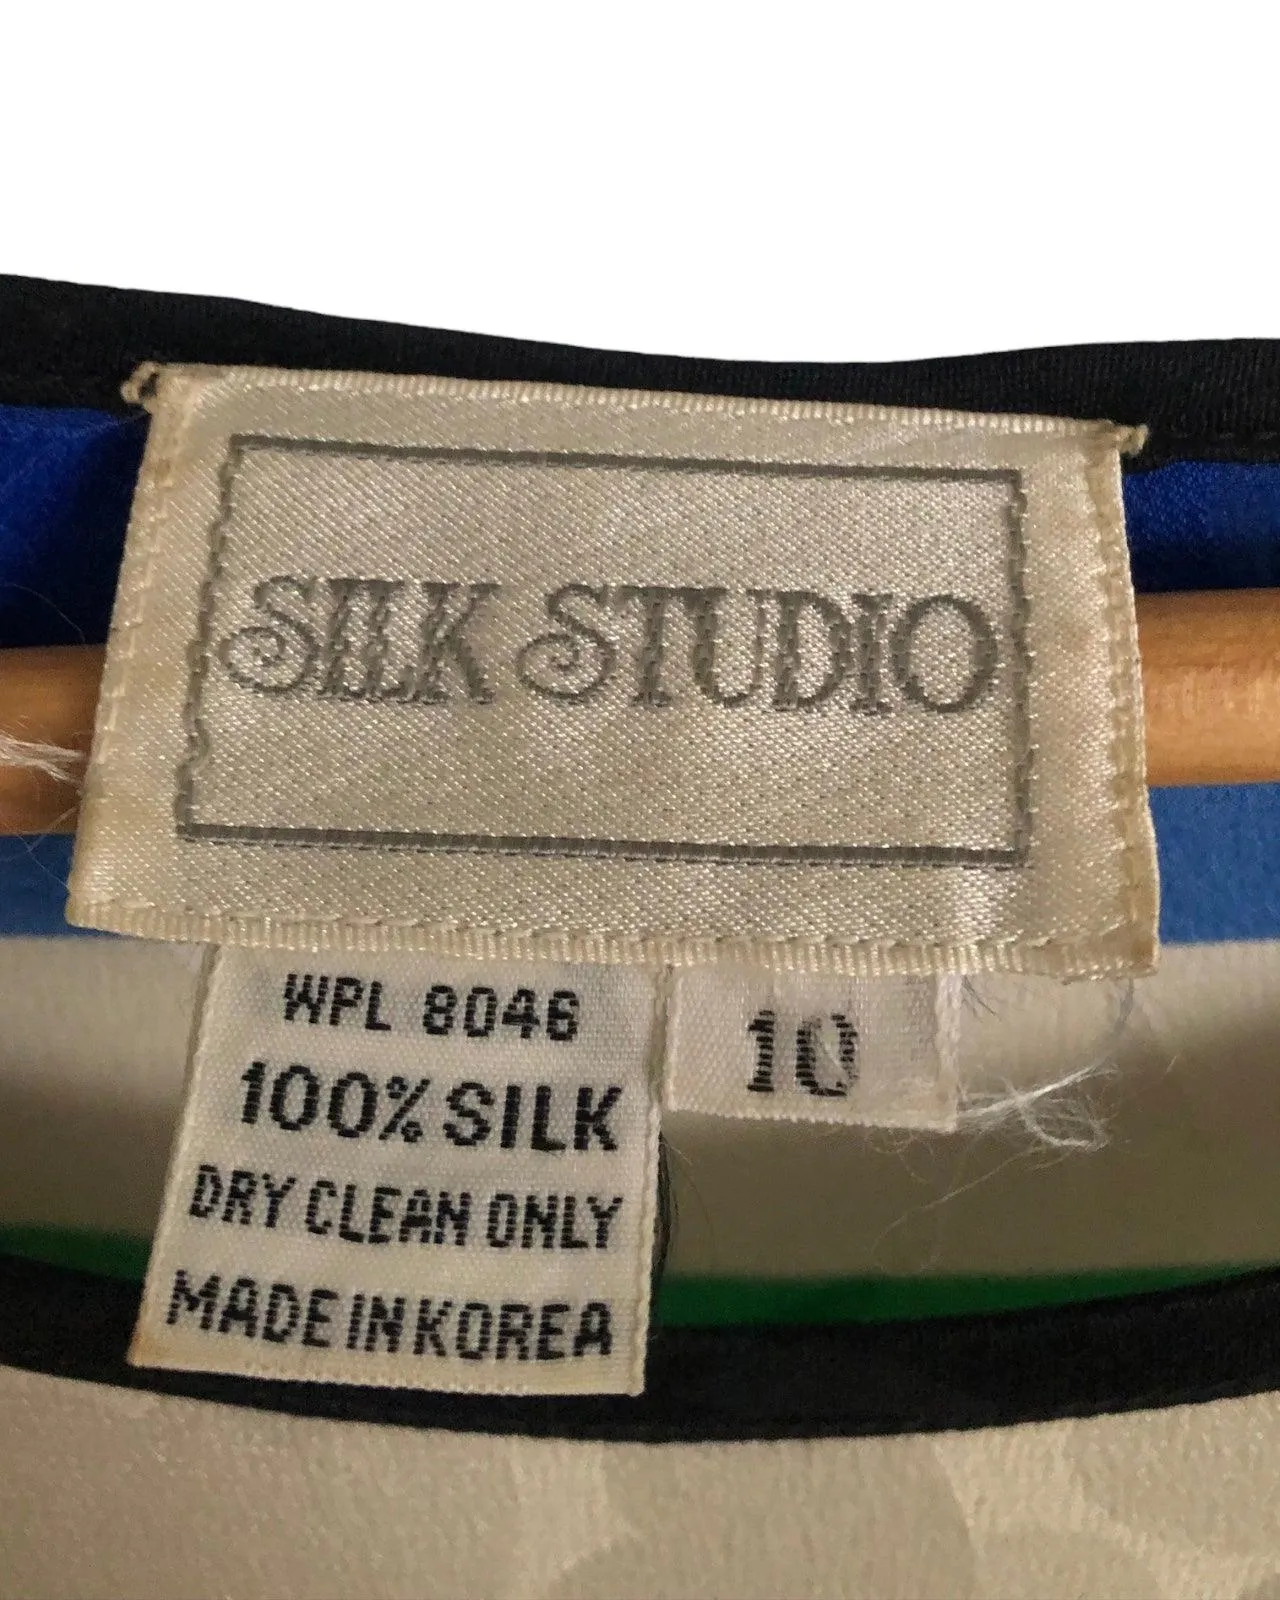 SILK STUDIO
WPL 8046
100% SILK
DRY CLEAN ONLY
MADE IN KOREA
10